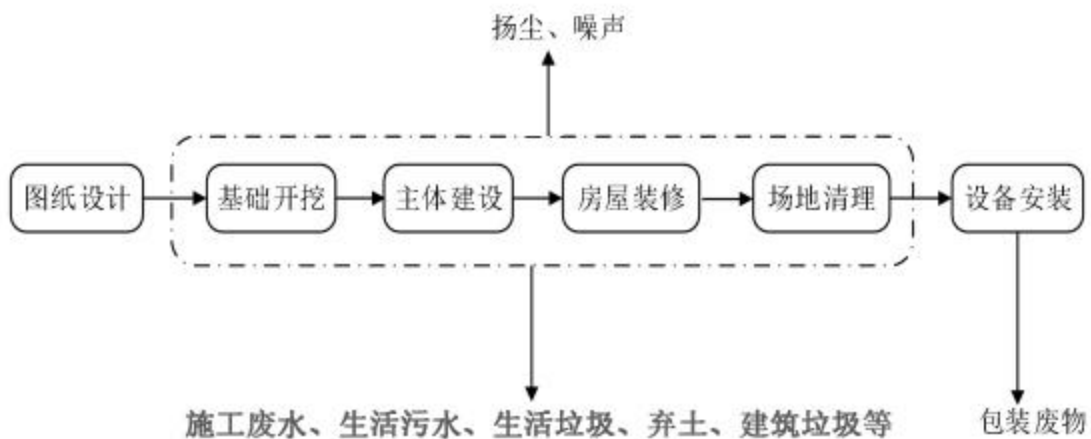 扬尘、噪声
图纸设计 基础开挖 主体建设 房屋装修 场地清理 设备安装
施工废水、生活污水、生活垃圾、弃土、建筑垃圾等 包装废物